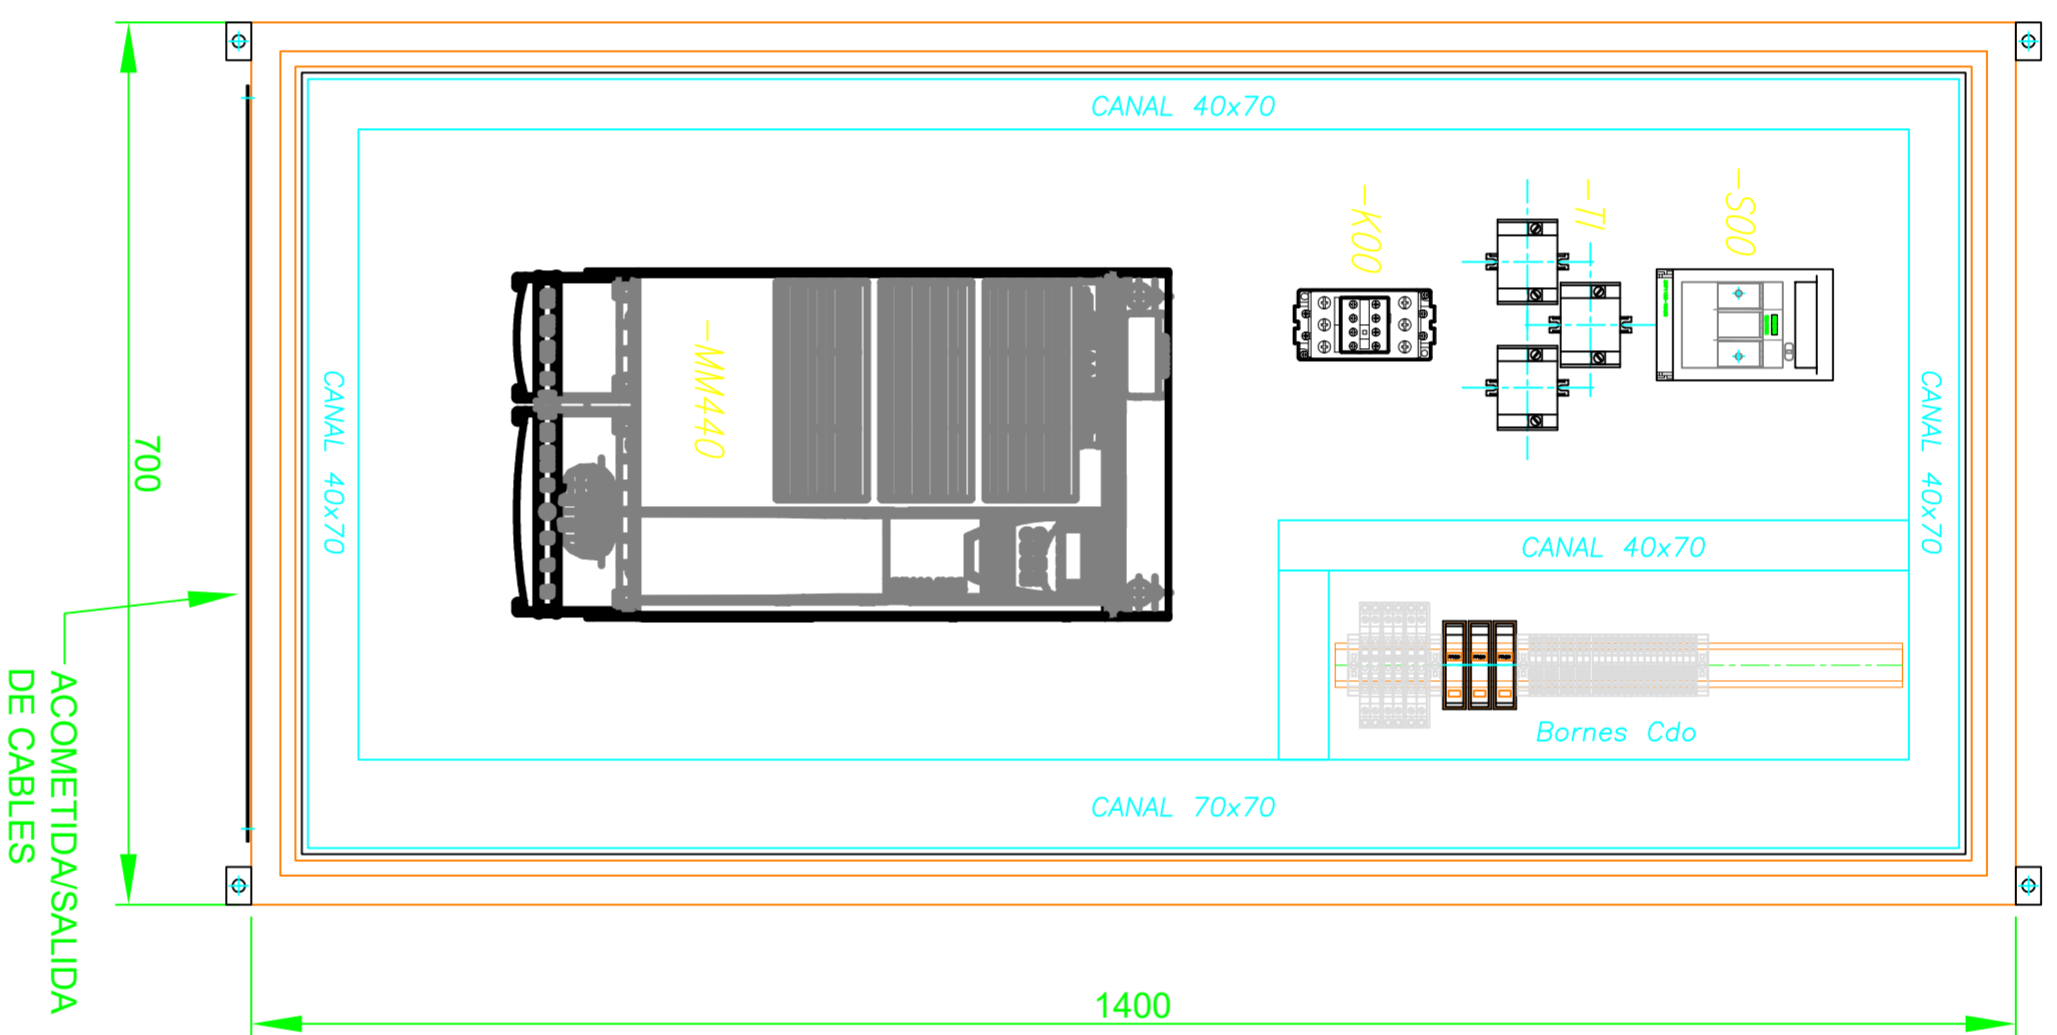 CANAL 40x70
-K00
-TI
-S00
-MM440
CANAL 40x70
CANAL 40x70
CANAL 40x70
Bornes Cdo
CANAL 70x70
700
ACOMETIDA/SALIDA
DE CABLES
1400